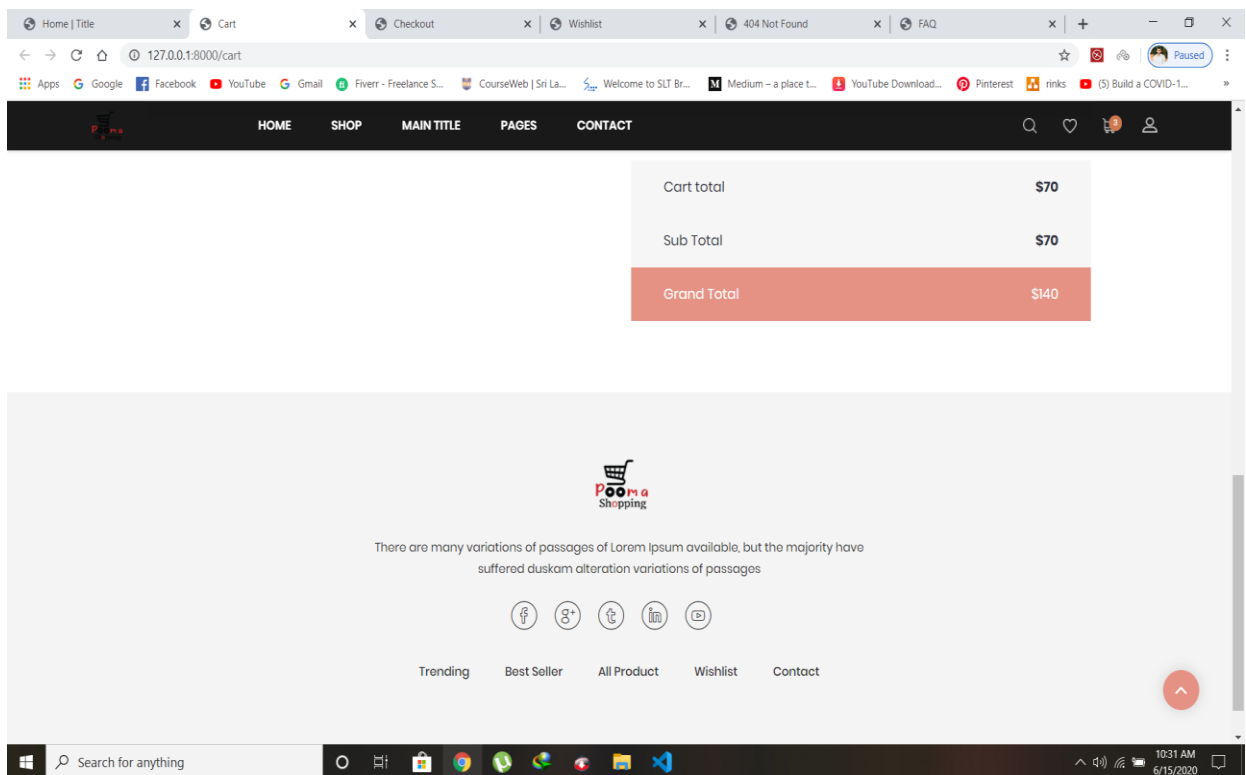 Home | Title
Cart
Checkout
Wishlist
404 Not Found
FAQ
127.0.0.1:8000/cart
Paused
Apps Google Facebook YouTube Gmail Fiverr - Freelance S... CourseWeb | Sri La... Welcome to SLT Br... Medium – a place t... YouTube Download... Pinterest rinks (5) Build a COVID-1... »
HOME SHOP MAIN TITLE PAGES CONTACT 3
Cart total $70
Sub Total $70
Grand Total $140
Pooma
Shopping
There are many variations of passages of Lorem Ipsum available, but the majority have
suffered duskam alteration variations of passages
Trending Best Seller All Product Wishlist Contact
Search for anything
10:31 AM
6/15/2020